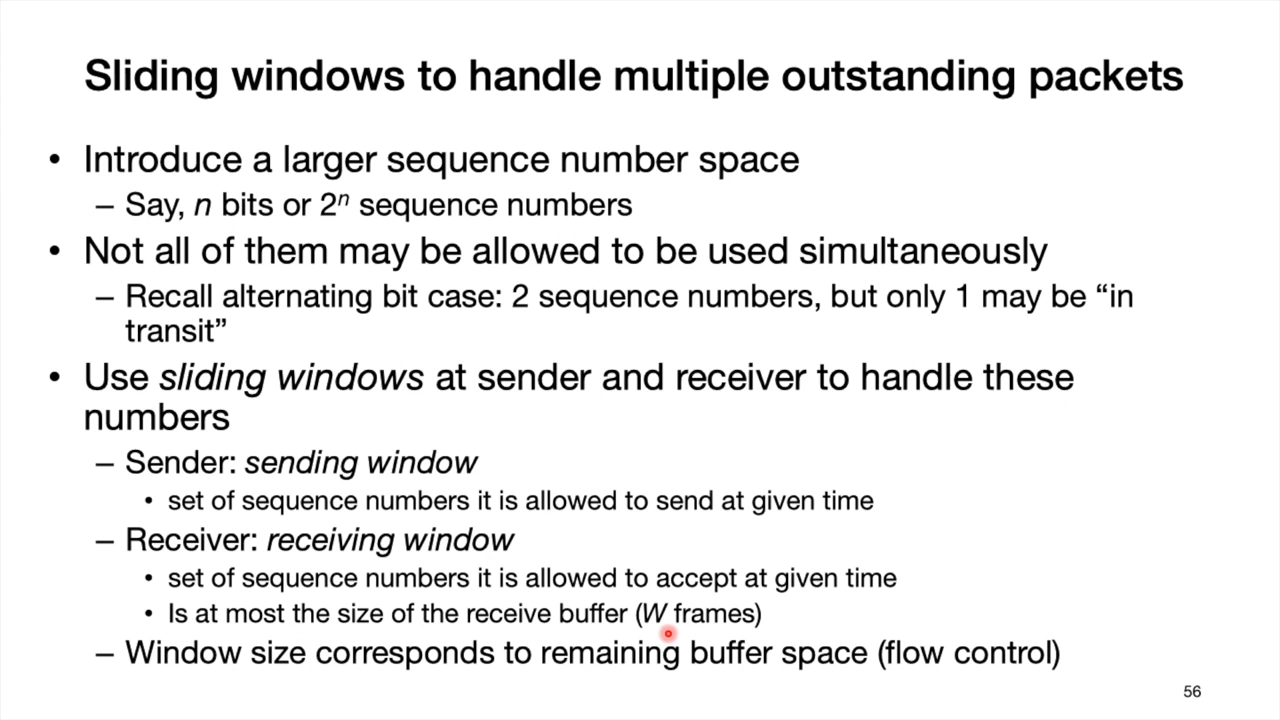 Sliding windows to handle multiple outstanding packets
• Introduce a larger sequence number space
– Say, n bits or 2ⁿ sequence numbers
• Not all of them may be allowed to be used simultaneously
– Recall alternating bit case: 2 sequence numbers, but only 1 may be “in
transit”
• Use sliding windows at sender and receiver to handle these
numbers
– Sender: sending window
• set of sequence numbers it is allowed to send at given time
– Receiver: receiving window
• set of sequence numbers it is allowed to accept at given time
• Is at most the size of the receive buffer (W frames)
– Window size corresponds to remaining buffer space (flow control)
56